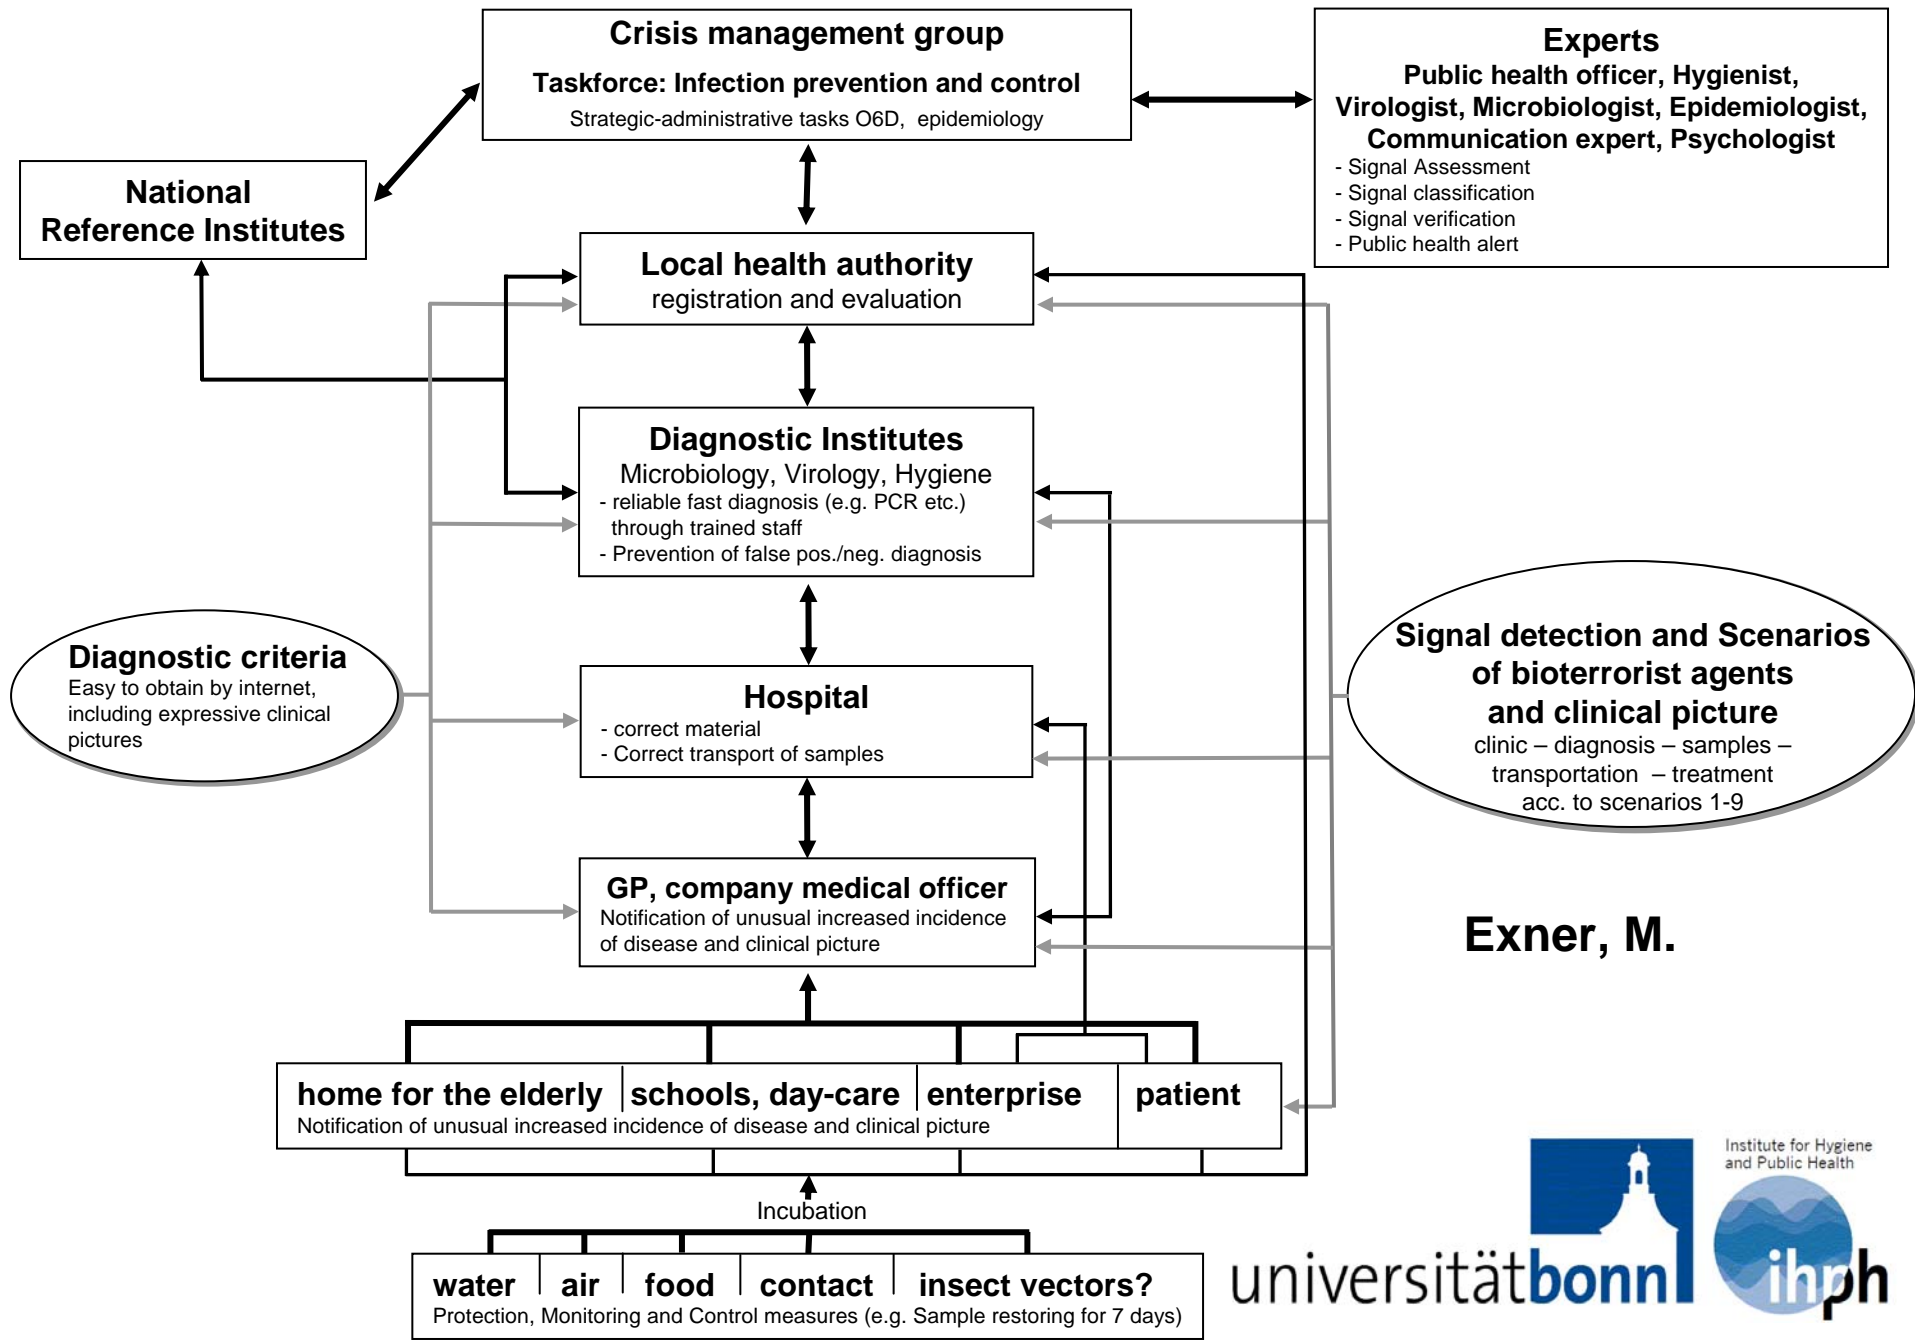 Crisis management group
Taskforce: Infection prevention and control
Strategic-administrative tasks O6D, epidemiology
Experts
Public health officer, Hygienist,
Virologist, Microbiologist, Epidemiologist,
Communication expert, Psychologist
- Signal Assessment
- Signal classification
- Signal verification
- Public health alert
National
Reference Institutes
Local health authority
registration and evaluation
Diagnostic Institutes
Microbiology, Virology, Hygiene
- reliable fast diagnosis (e.g. PCR etc.)
through trained staff
- Prevention of false pos./neg. diagnosis
Diagnostic criteria
Easy to obtain by internet,
including expressive clinical
pictures
Hospital
- correct material
- Correct transport of samples
Signal detection and Scenarios
of bioterrorist agents
and clinical picture
clinic – diagnosis – samples –
transportation – treatment
acc. to scenarios 1-9
GP, company medical officer
Notification of unusual increased incidence
of disease and clinical picture
Exner, M.
home for the elderly schools, day-care enterprise patient
Notification of unusual increased incidence of disease and clinical picture
Incubation
water air food contact insect vectors?
Protection, Monitoring and Control measures (e.g. Sample restoring for 7 days)
universitätbonn
Institute for Hygiene
and Public Health
ihph